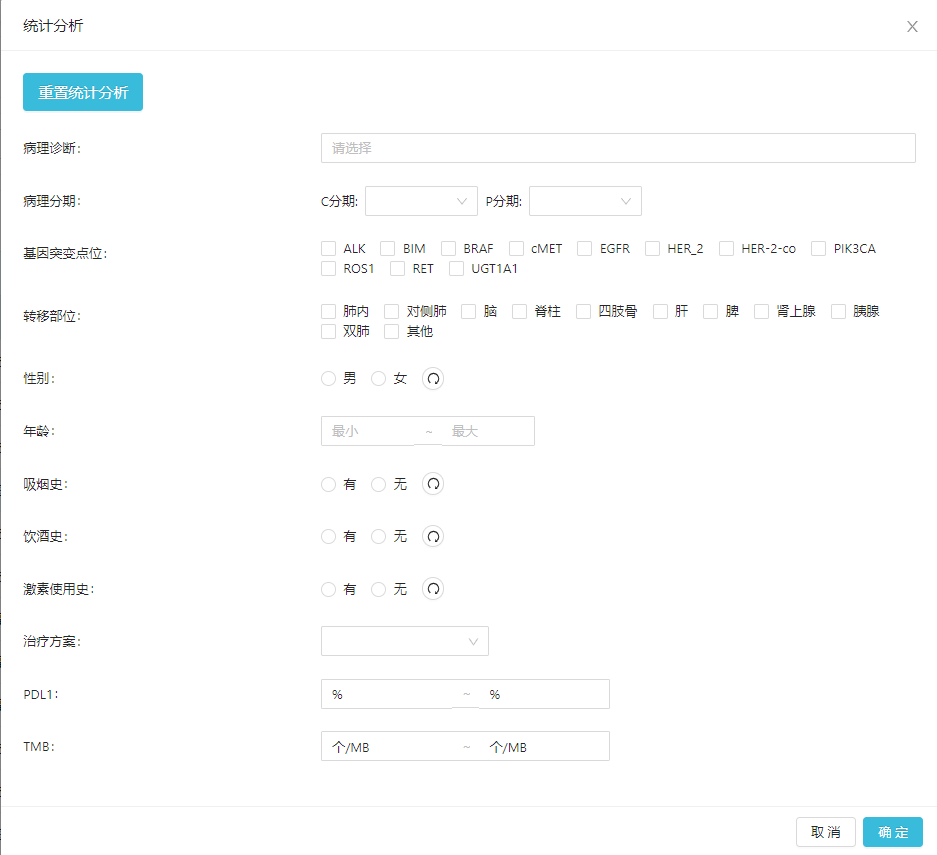 统计分析
重置统计分析
病理诊断: 请选择
病理分期: C分期: P分期:
基因突变点位: ALK BIM BRAF cMET EGFR HER_2 HER-2-co PIK3CA
ROS1 RET UGT1A1
转移部位: 肺内 对侧肺 脑 脊柱 四肢骨 肝 脾 肾上腺 胰腺
双肺 其他
性别: 男 女
年龄: 最小 ~ 最大
吸烟史: 有 无
饮酒史: 有 无
激素使用史: 有 无
治疗方案:
PDL1: % ~ %
TMB: 个/MB ~ 个/MB
取 消 确 定